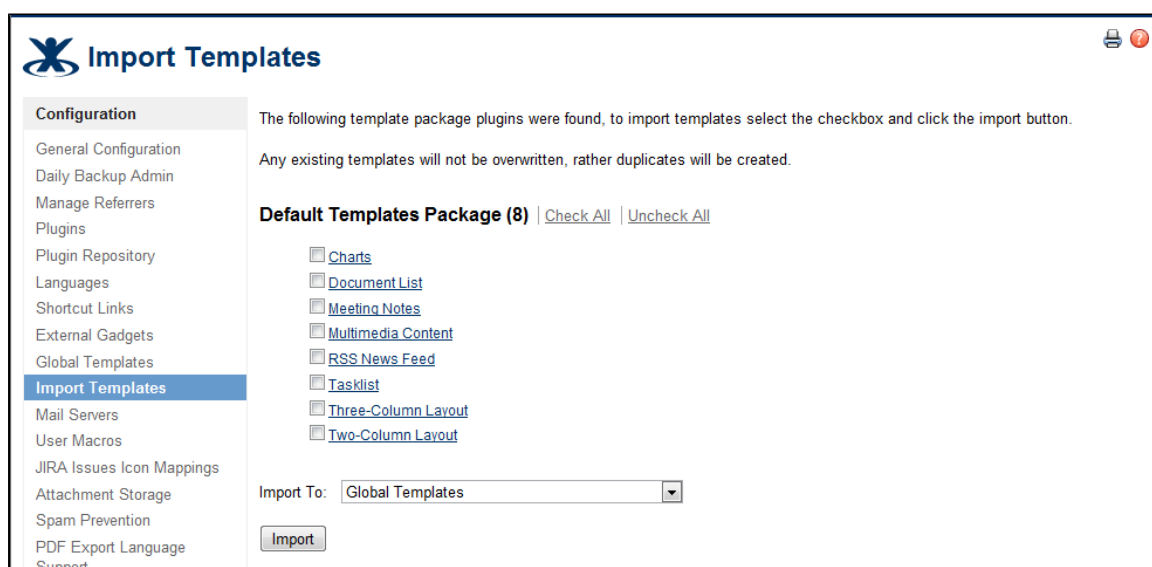 Import Templates
Configuration
General Configuration
Daily Backup Admin
Manage Referrers
Plugins
Plugin Repository
Languages
Shortcut Links
External Gadgets
Global Templates
Import Templates
Mail Servers
User Macros
JIRA Issues Icon Mappings
Attachment Storage
Spam Prevention
PDF Export Language
Support
The following template package plugins were found, to import templates select the checkbox and click the import button.
Any existing templates will not be overwritten, rather duplicates will be created.
Default Templates Package (8) | Check All | Uncheck All
Charts
Document List
Meeting Notes
Multimedia Content
RSS News Feed
Tasklist
Three-Column Layout
Two-Column Layout
Import To: Global Templates
Import